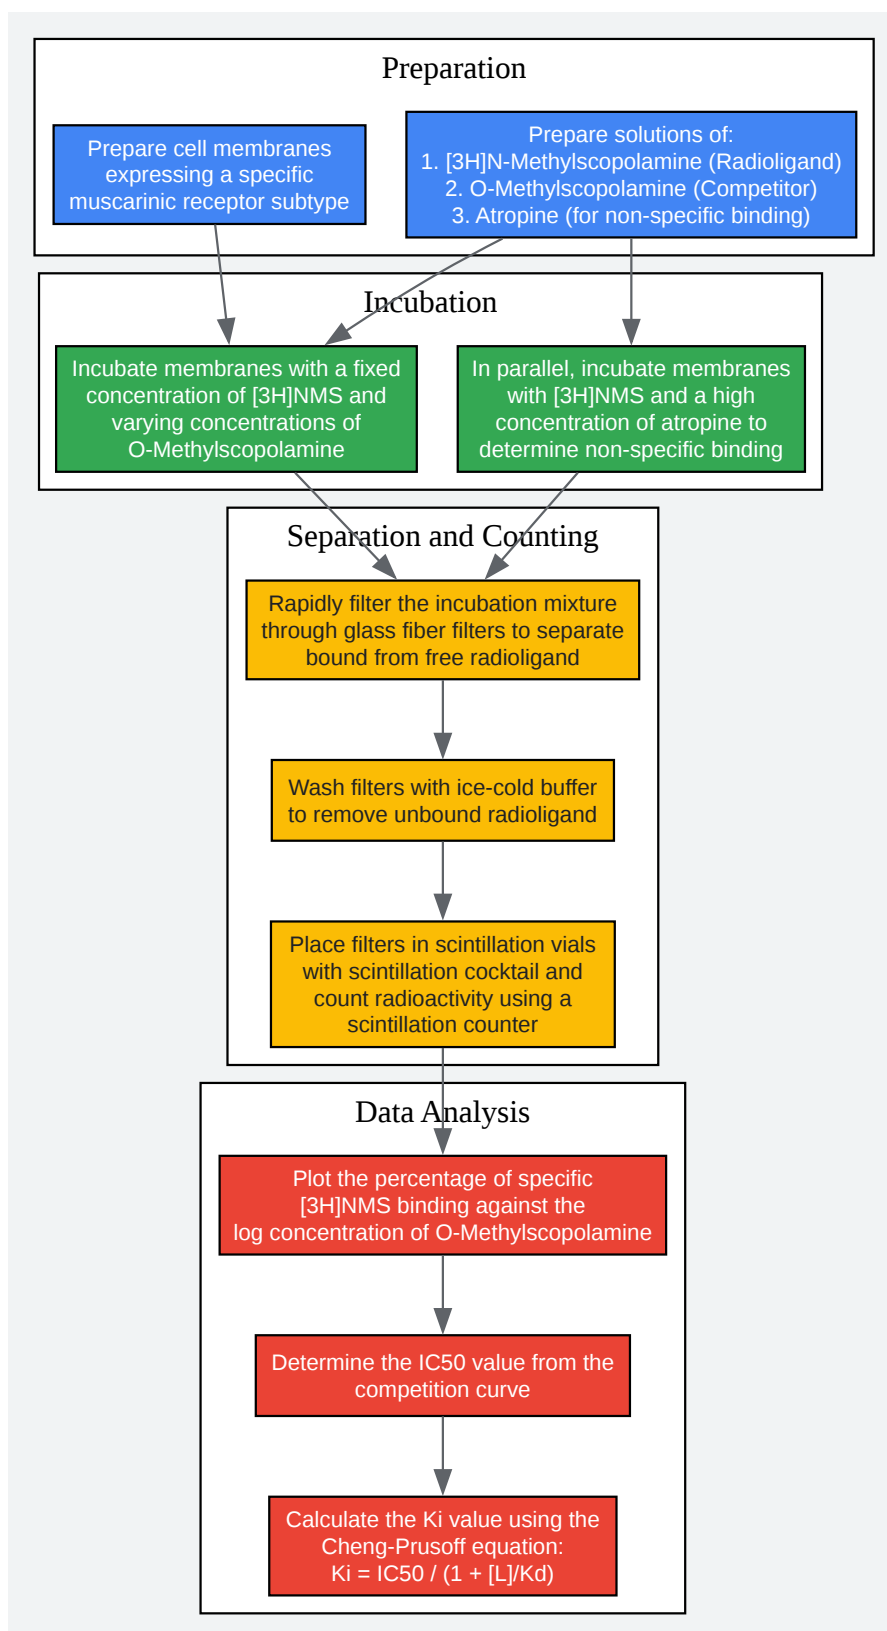 Preparation
Prepare cell membranes
expressing a specific
muscarinic receptor subtype
Prepare solutions of:
1. [3H]N-Methylscopolamine (Radioligand)
2. O-Methylscopolamine (Competitor)
3. Atropine (for non-specific binding)
Incubation
Incubate membranes with a fixed
concentration of [3H]NMS and
varying concentrations of
O-Methylscopolamine
In parallel, incubate membranes
with [3H]NMS and a high
concentration of atropine to
determine non-specific binding
Separation and Counting
Rapidly filter the incubation mixture
through glass fiber filters to separate
bound from free radioligand
Wash filters with ice-cold buffer
to remove unbound radioligand
Place filters in scintillation vials
with scintillation cocktail and
count radioactivity using a
scintillation counter
Data Analysis
Plot the percentage of specific
[3H]NMS binding against the
log concentration of O-Methylscopolamine
Determine the IC50 value from the
competition curve
Calculate the Ki value using the
Cheng-Prusoff equation:
Ki = IC50 / (1 + [L]/Kd)